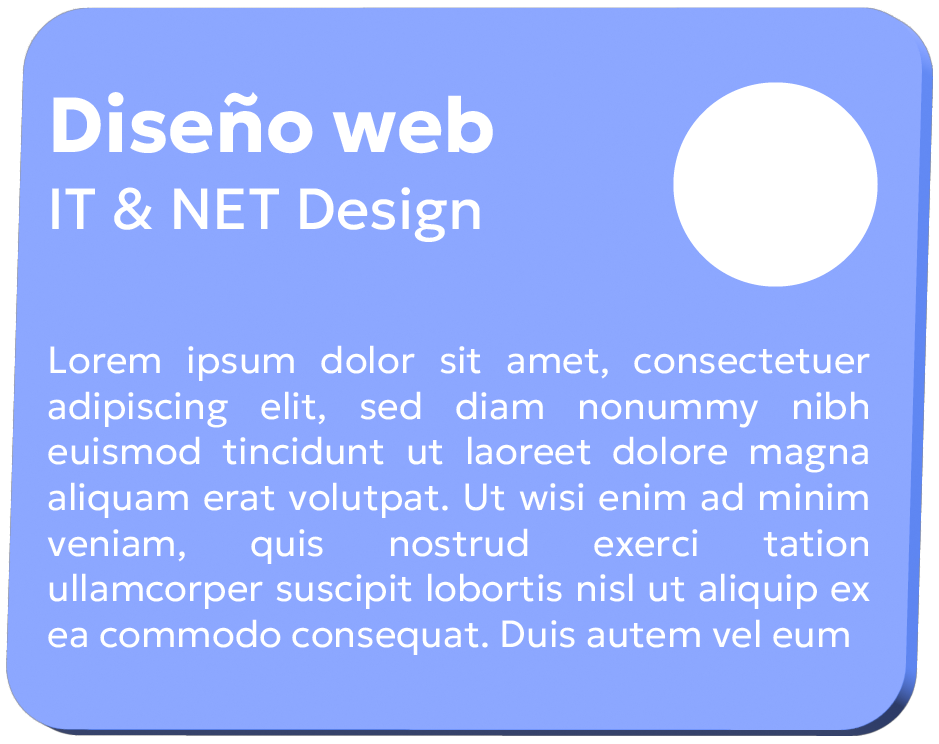 Diseño web
IT & NET Design
Lorem ipsum dolor sit amet, consectetuer
adipiscing elit, sed diam nonummy nibh
euismod tincidunt ut laoreet dolore magna
aliquam erat volutpat. Ut wisi enim ad minim
veniam, quis nostrud exerci tation
ullamcorper suscipit lobortis nisl ut aliquip ex
ea commodo consequat. Duis autem vel eum